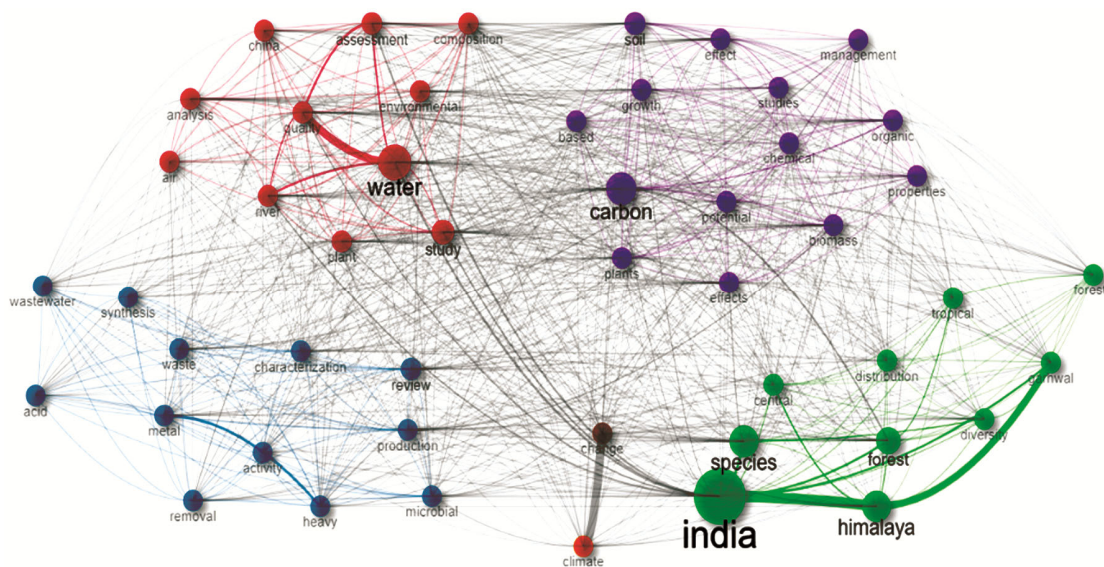 china
assessment
composition
analysis
quality
environmental
air
water
river
plant
study
soil
effect
management
growth
studies
based
organic
chemical
carbon
potential
properties
plants
biomass
effects
wastewater
synthesis
waste
characterization
review
acid
metal
production
activity
removal
heavy
microbial
forest
tropical
distribution
garhwal
central
diversity
change
species
forest
india
himalaya
climate